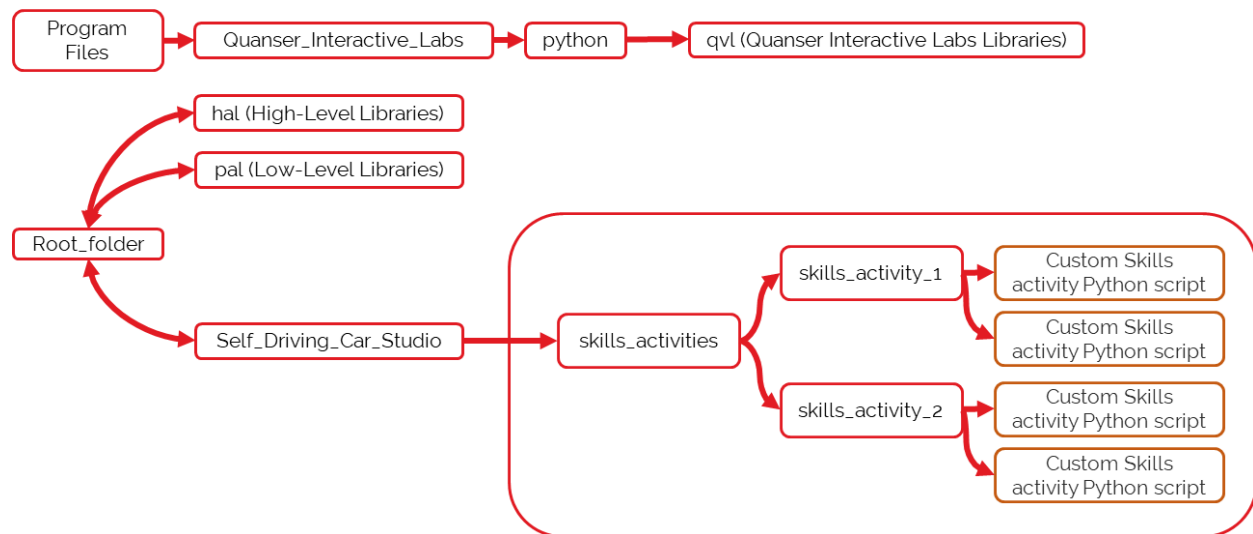 Program
Files
Quanser_Interactive_Labs
python
qvl (Quanser Interactive Labs Libraries)
hal (High-Level Libraries)
pal (Low-Level Libraries)
Root_folder
Self_Driving_Car_Studio
skills_activities
skills_activity_1
Custom Skills
activity Python script
Custom Skills
activity Python script
skills_activity_2
Custom Skills
activity Python script
Custom Skills
activity Python script